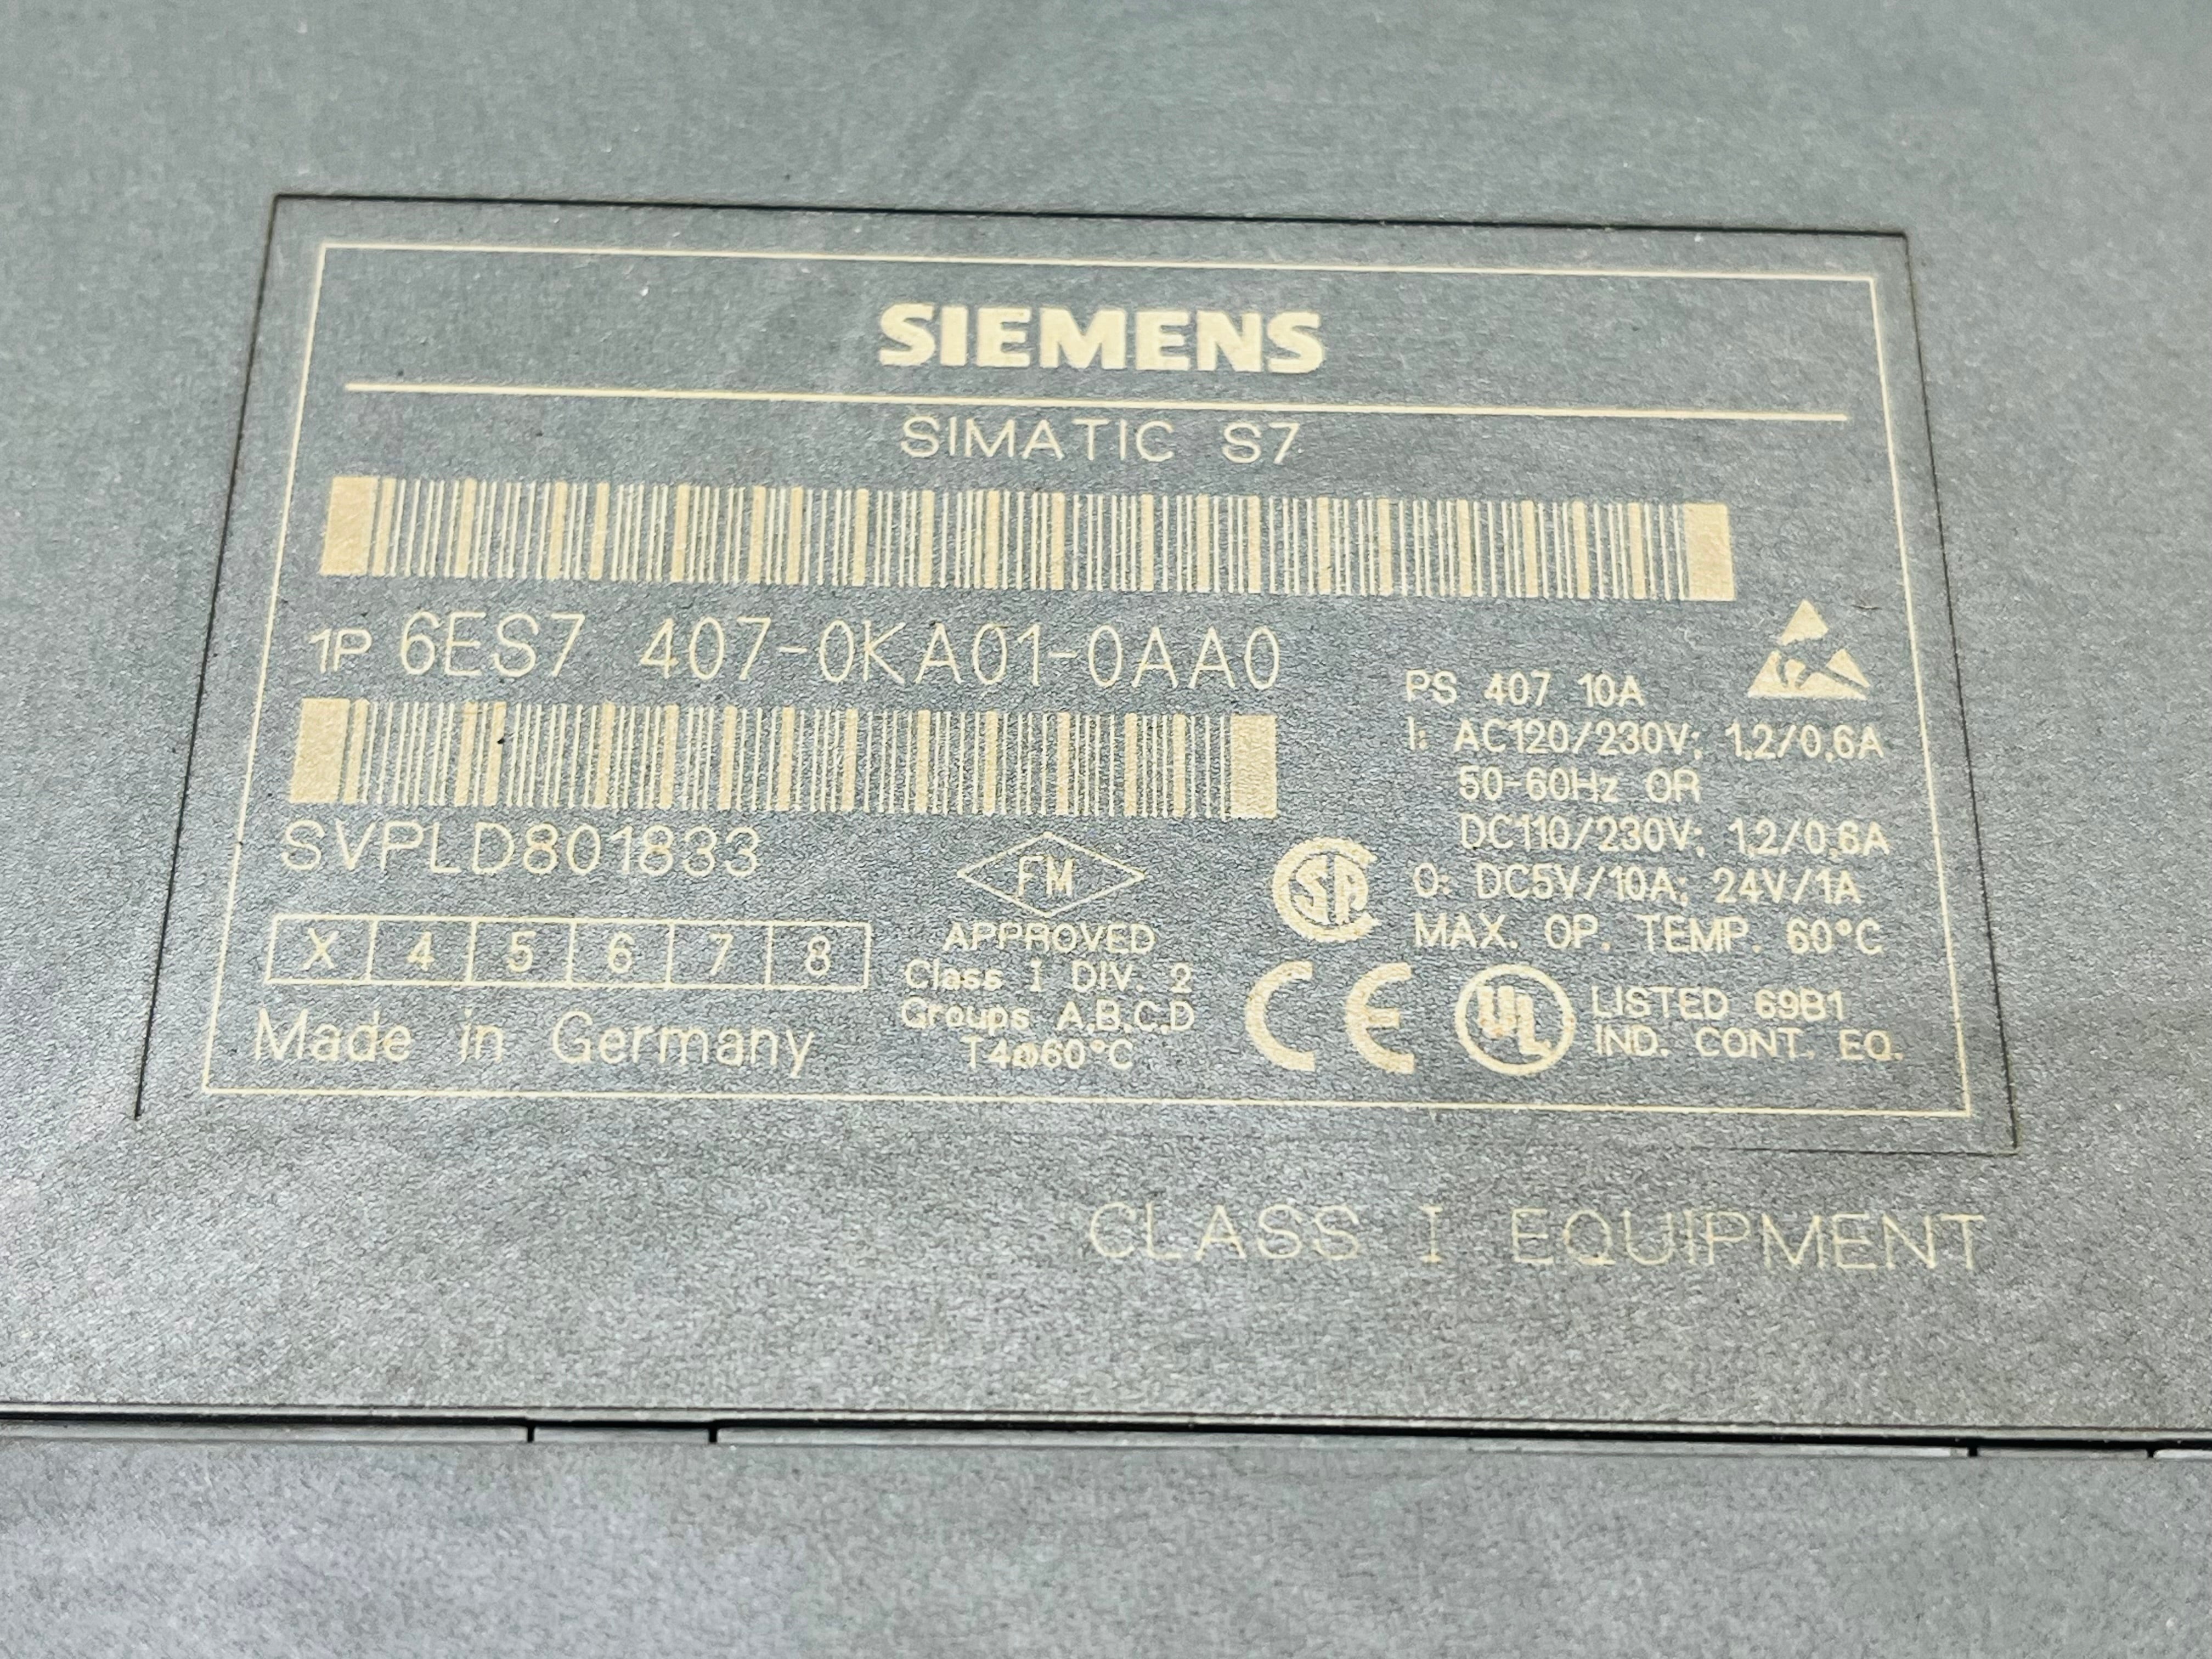 SIEMENS
SIMATIC S7
1P 6ES7 407-0KA01-0AA0
PS 407 10A
I: AC120/230V; 1,2/0,6A
50-60Hz OR
DC110/230V; 1,2/0,6A
O: DC5V/10A; 24V/1A
MAX. OP. TEMP. 60°C
SVPLD801833
X 4 5 6 7 8
Made in Germany
FM
APPROVED
Class I DIV. 2
Groups A,B,C,D
T4a60°C
SA
CE
UL
LISTED 69B1
IND. CONT. EQ.
CLASS I EQUIPMENT